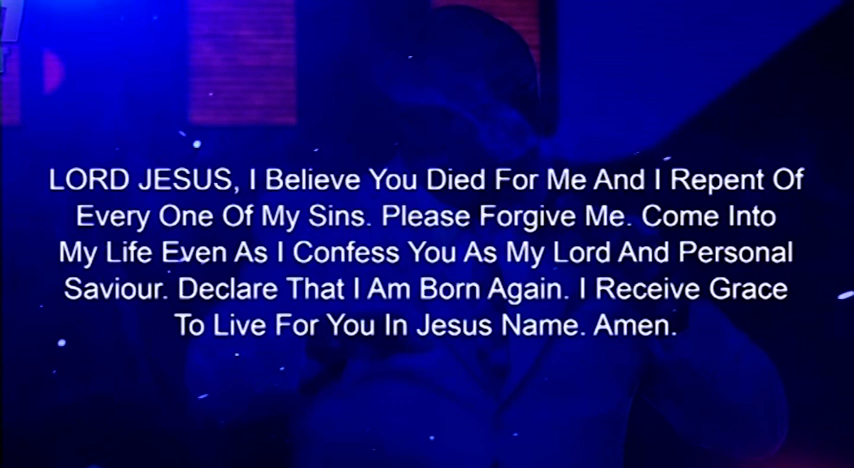 LORD JESUS, I Believe You Died For Me And I Repent Of
Every One Of My Sins. Please Forgive Me. Come Into
My Life Even As I Confess You As My Lord And Personal
Saviour. Declare That I Am Born Again. I Receive Grace
To Live For You In Jesus Name. Amen.